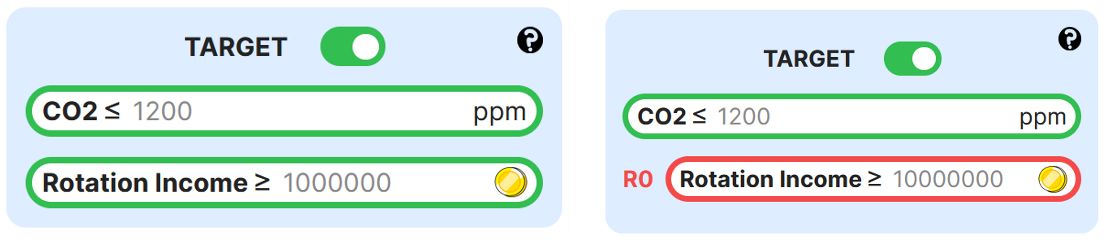 TARGET ?
CO2 ≤ 1200 ppm
Rotation Income ≥ 1000000
TARGET ?
CO2 ≤ 1200 ppm
R0 Rotation Income ≥ 10000000